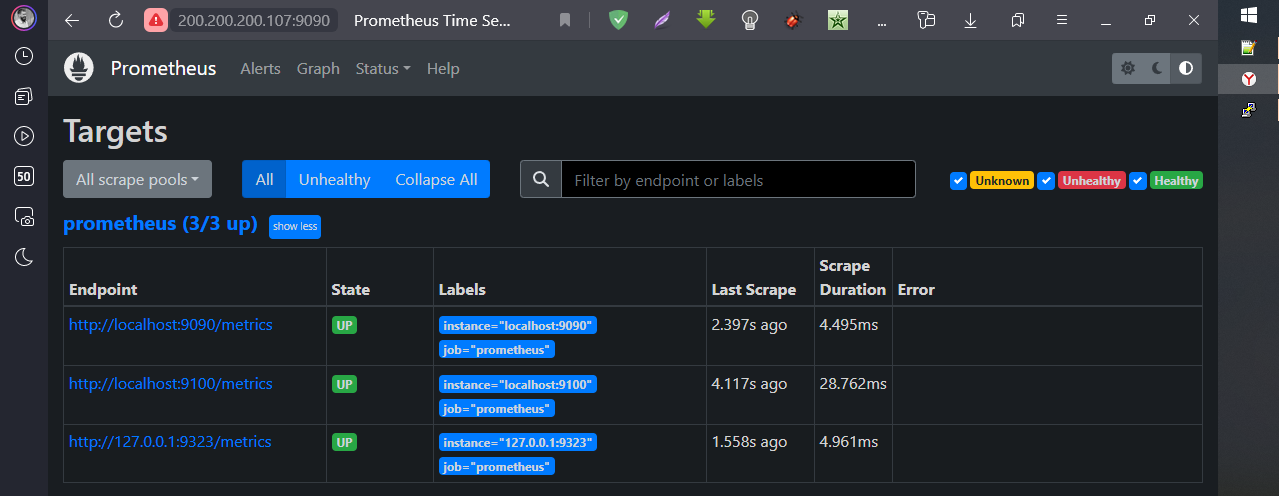 200.200.200.107:9090 Prometheus Time Se... ...
Prometheus Alerts Graph Status Help
Targets
All scrape pools All Unhealthy Collapse All Filter by endpoint or labels Unknown Unhealthy Healthy
prometheus (3/3 up) show less
Endpoint State Labels Last Scrape Scrape Duration Error
http://localhost:9090/metrics UP instance="localhost:9090" 2.397s ago 4.495ms
job="prometheus"
http://localhost:9100/metrics UP instance="localhost:9100" 4.117s ago 28.762ms
job="prometheus"
http://127.0.0.1:9323/metrics UP instance="127.0.0.1:9323" 1.558s ago 4.961ms
job="prometheus"
50